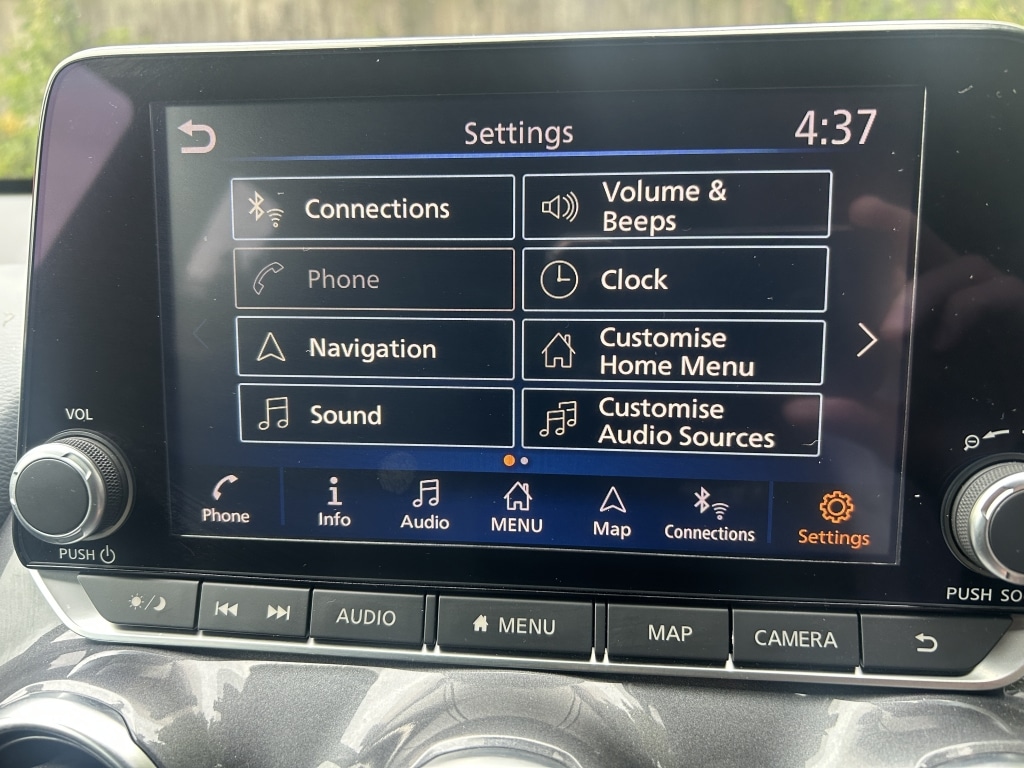 Settings
4:37
Connections
Volume &
Beeps
Phone
Clock
Navigation
Customise
Home Menu
Sound
Customise
Audio Sources
VOL
Phone
Info
Audio
MENU
Map
Connections
Settings
PUSH
PUSH SO
AUDIO
MENU
MAP
CAMERA